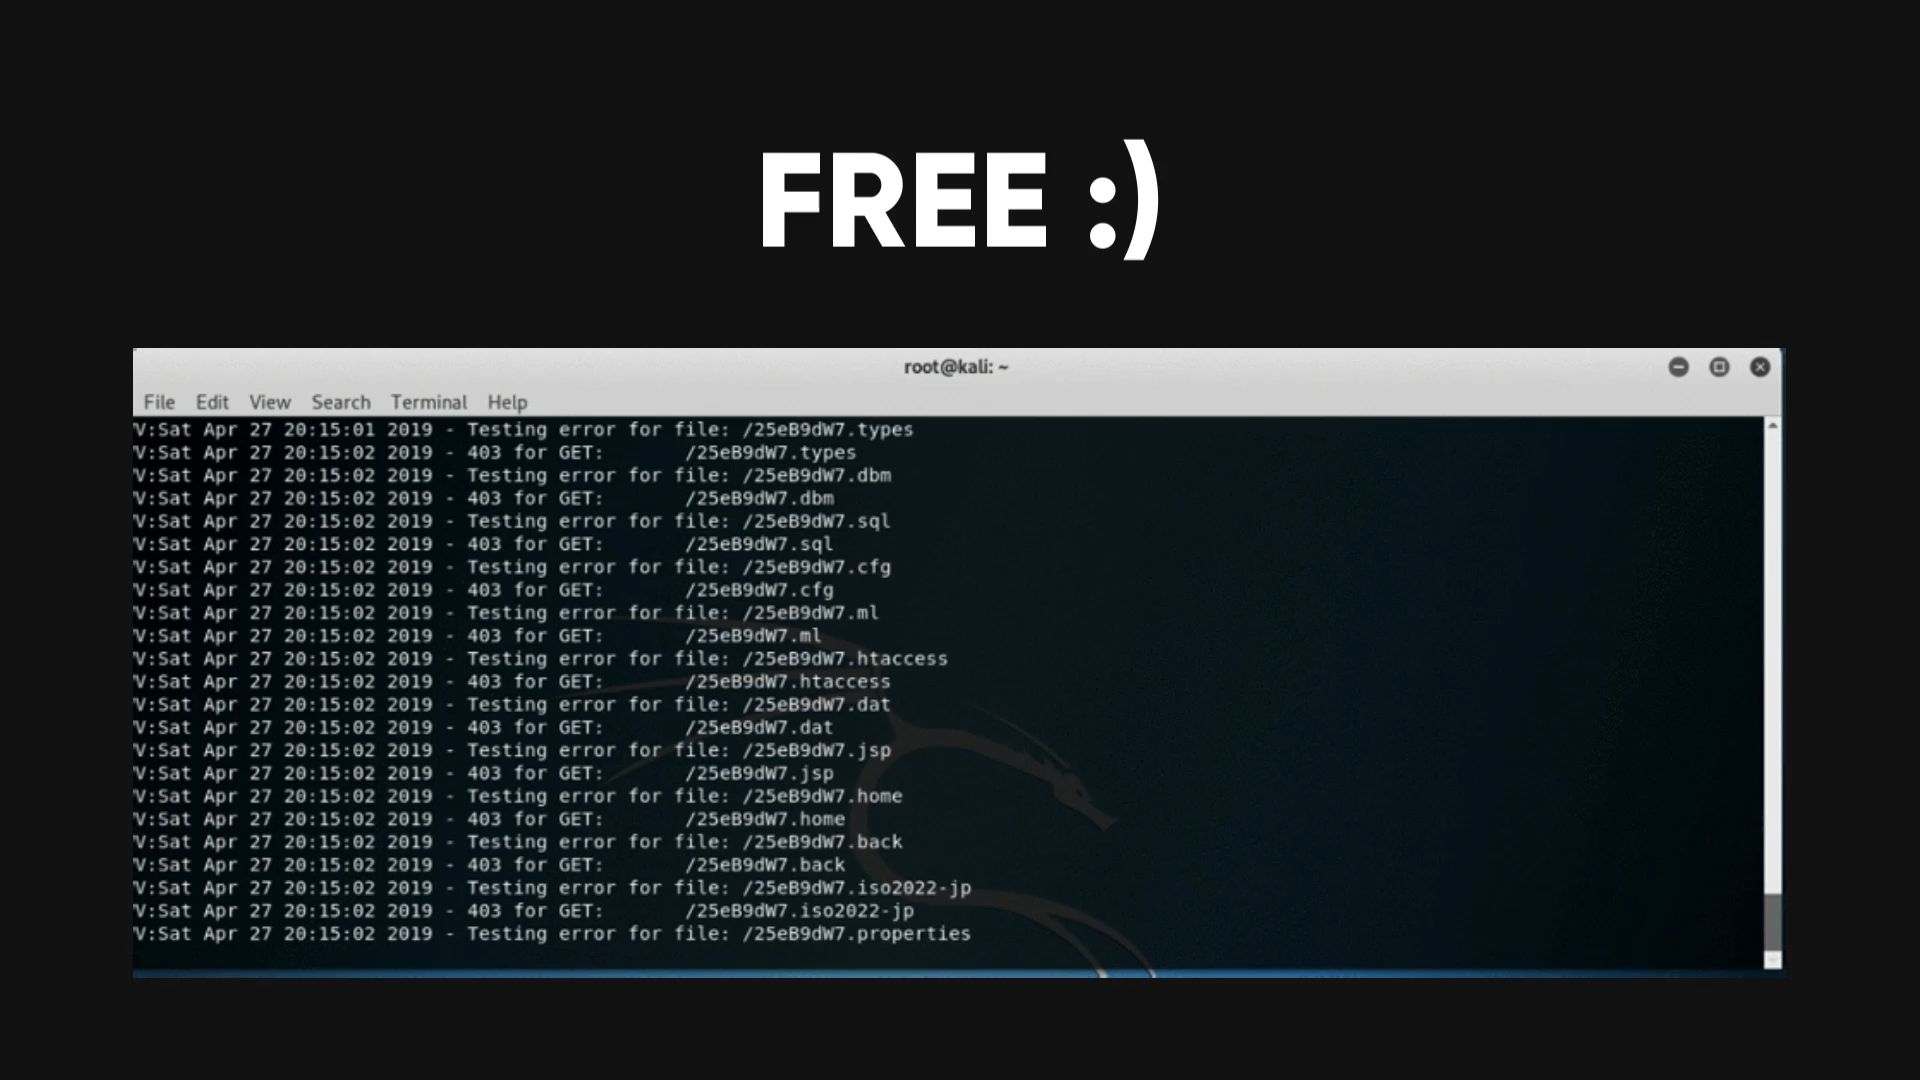 FREE :)
root@kali: ~
File Edit View Search Terminal Help
V:Sat Apr 27 20:15:01 2019 - Testing error for file: /25eB9dW7.types
V:Sat Apr 27 20:15:02 2019 - 403 for GET: /25eB9dW7.types
V:Sat Apr 27 20:15:02 2019 - Testing error for file: /25eB9dW7.dbm
V:Sat Apr 27 20:15:02 2019 - 403 for GET: /25eB9dW7.dbm
V:Sat Apr 27 20:15:02 2019 - Testing error for file: /25eB9dW7.sql
V:Sat Apr 27 20:15:02 2019 - 403 for GET: /25eB9dW7.sql
V:Sat Apr 27 20:15:02 2019 - Testing error for file: /25eB9dW7.cfg
V:Sat Apr 27 20:15:02 2019 - 403 for GET: /25eB9dW7.cfg
V:Sat Apr 27 20:15:02 2019 - Testing error for file: /25eB9dW7.ml
V:Sat Apr 27 20:15:02 2019 - 403 for GET: /25eB9dW7.ml
V:Sat Apr 27 20:15:02 2019 - Testing error for file: /25eB9dW7.htaccess
V:Sat Apr 27 20:15:02 2019 - 403 for GET: /25eB9dW7.htaccess
V:Sat Apr 27 20:15:02 2019 - Testing error for file: /25eB9dW7.dat
V:Sat Apr 27 20:15:02 2019 - 403 for GET: /25eB9dW7.dat
V:Sat Apr 27 20:15:02 2019 - Testing error for file: /25eB9dW7.jsp
V:Sat Apr 27 20:15:02 2019 - 403 for GET: /25eB9dW7.jsp
V:Sat Apr 27 20:15:02 2019 - Testing error for file: /25eB9dW7.home
V:Sat Apr 27 20:15:02 2019 - 403 for GET: /25eB9dW7.home
V:Sat Apr 27 20:15:02 2019 - Testing error for file: /25eB9dW7.back
V:Sat Apr 27 20:15:02 2019 - 403 for GET: /25eB9dW7.back
V:Sat Apr 27 20:15:02 2019 - Testing error for file: /25eB9dW7.iso2022-jp
V:Sat Apr 27 20:15:02 2019 - 403 for GET: /25eB9dW7.iso2022-jp
V:Sat Apr 27 20:15:02 2019 - Testing error for file: /25eB9dW7.properties